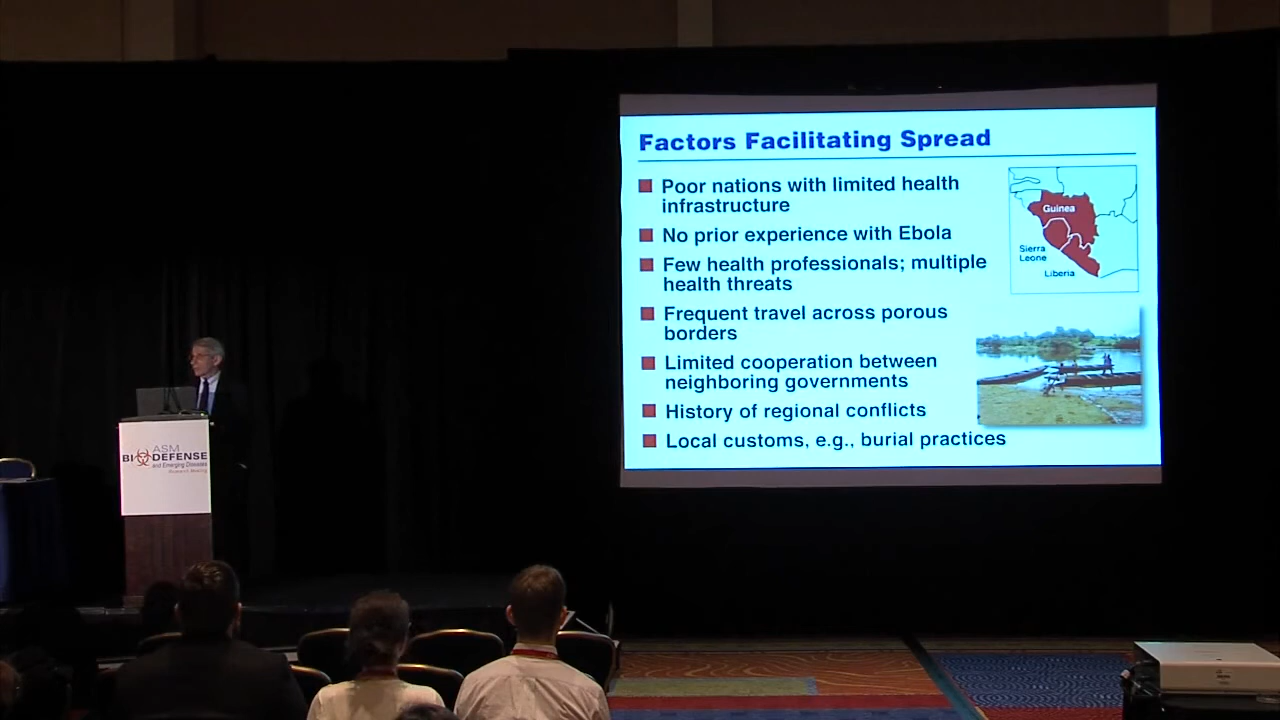 Factors Facilitating Spread
Poor nations with limited health
infrastructure
No prior experience with Ebola
Few health professionals; multiple
health threats
Frequent travel across porous
borders
Limited cooperation between
neighboring governments
History of regional conflicts
Local customs, e.g., burial practices
Guinea
Sierra
Leone
Liberia
ASM
BIODEFENSE
and Emerging Diseases
Research Meeting